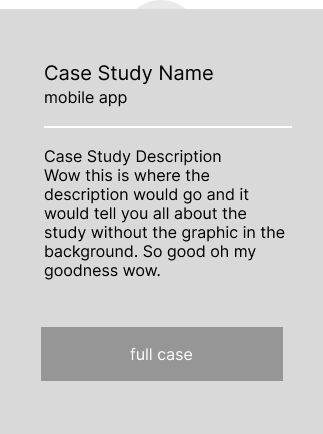 Case Study Name
mobile app
Case Study Description
Wow this is where the
description would go and it
would tell you all about the
study without the graphic in the
background. So good oh my
goodness wow.
full case